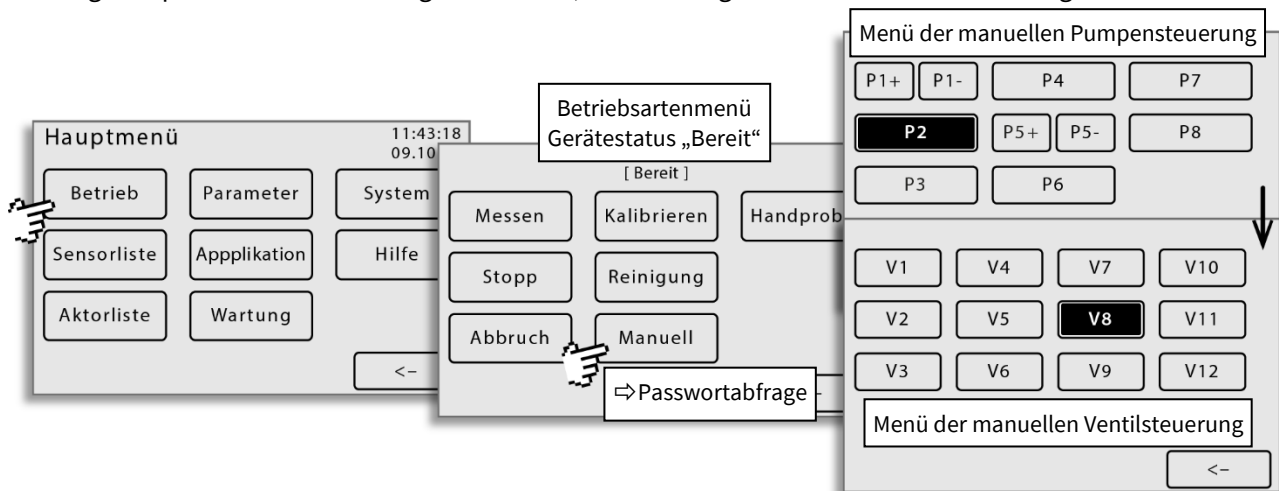 Menü der manuellen Pumpensteuerung
P1+ P1- P4 P7
P2 P5+ P5- P8
P3 P6
Betriebsartenmenü
Gerätestatus „Bereit“
Hauptmenü 11:43:18
09.10
Betrieb Parameter System
Sensorliste Appplikation Hilfe
Aktorliste Wartung
<–
[ Bereit ]
Messen Kalibrieren Handprob
Stopp Reinigung
Abbruch Manuell
⇨Passwortabfrage
V1 V4 V7 V10
V2 V5 V8 V11
V3 V6 V9 V12
Menü der manuellen Ventilsteuerung
<–